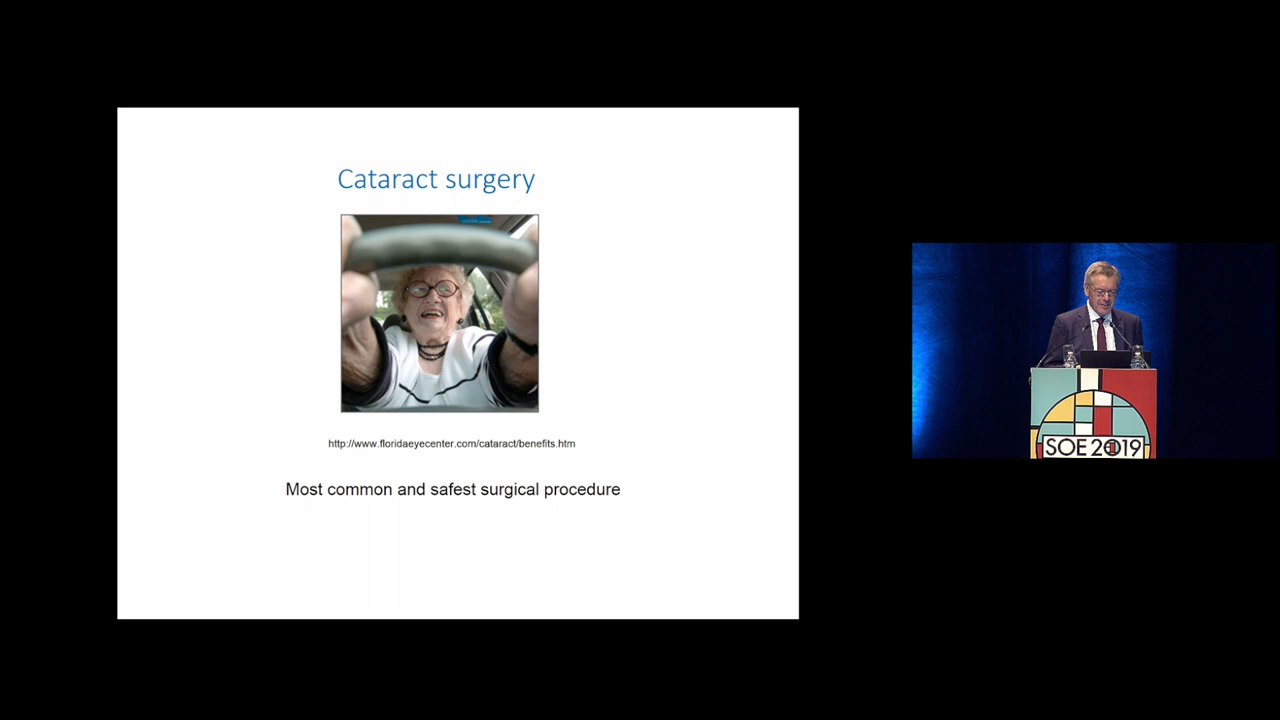 Cataract surgery
http://www.floridaeyecenter.com/cataract/benefits.htm
Most common and safest surgical procedure
SOE 2019